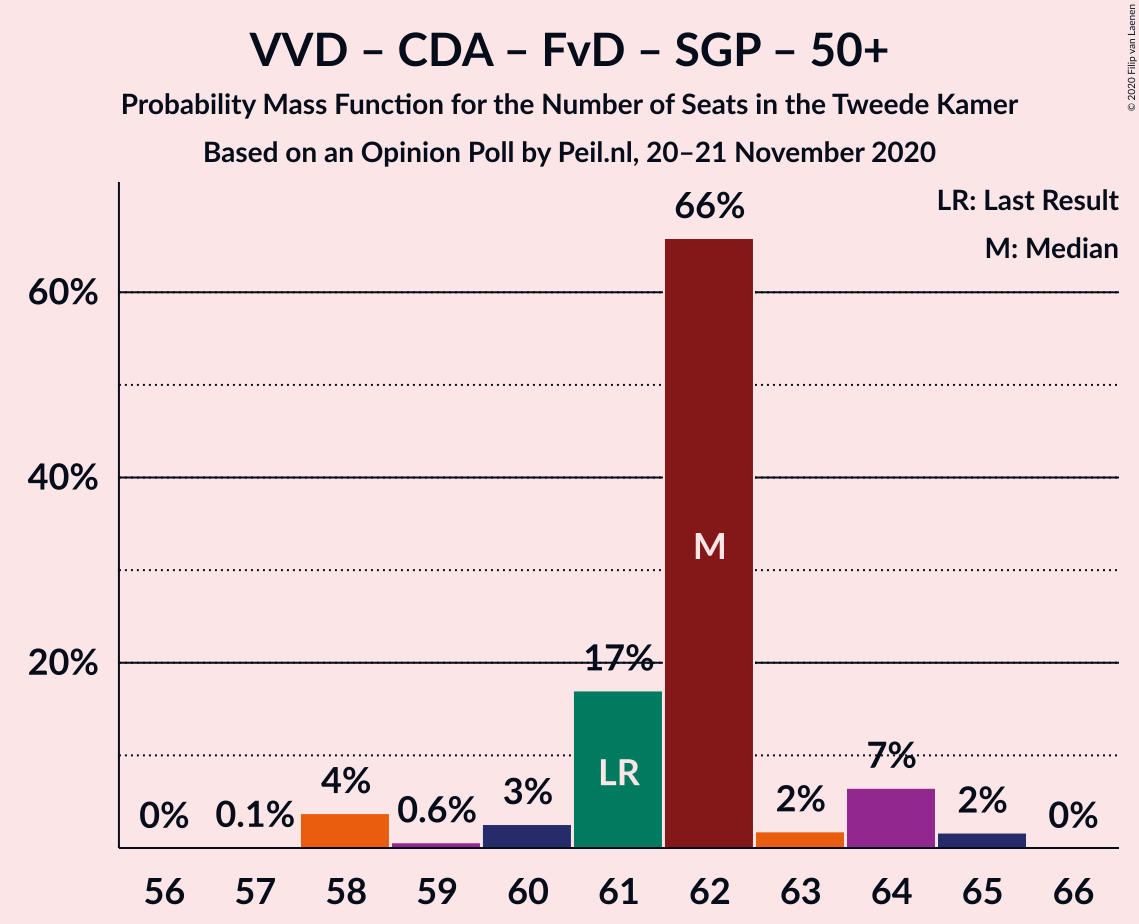 VVD – CDA – FvD – SGP – 50+
Probability Mass Function for the Number of Seats in the Tweede Kamer
Based on an Opinion Poll by Peil.nl, 20–21 November 2020
© 2020 Filip van Laenen
LR: Last Result
M: Median
60%
40%
20%
0%
0.1%
4%
0.6%
3%
17%
66%
2%
7%
2%
0%
LR
M
56 57 58 59 60 61 62 63 64 65 66